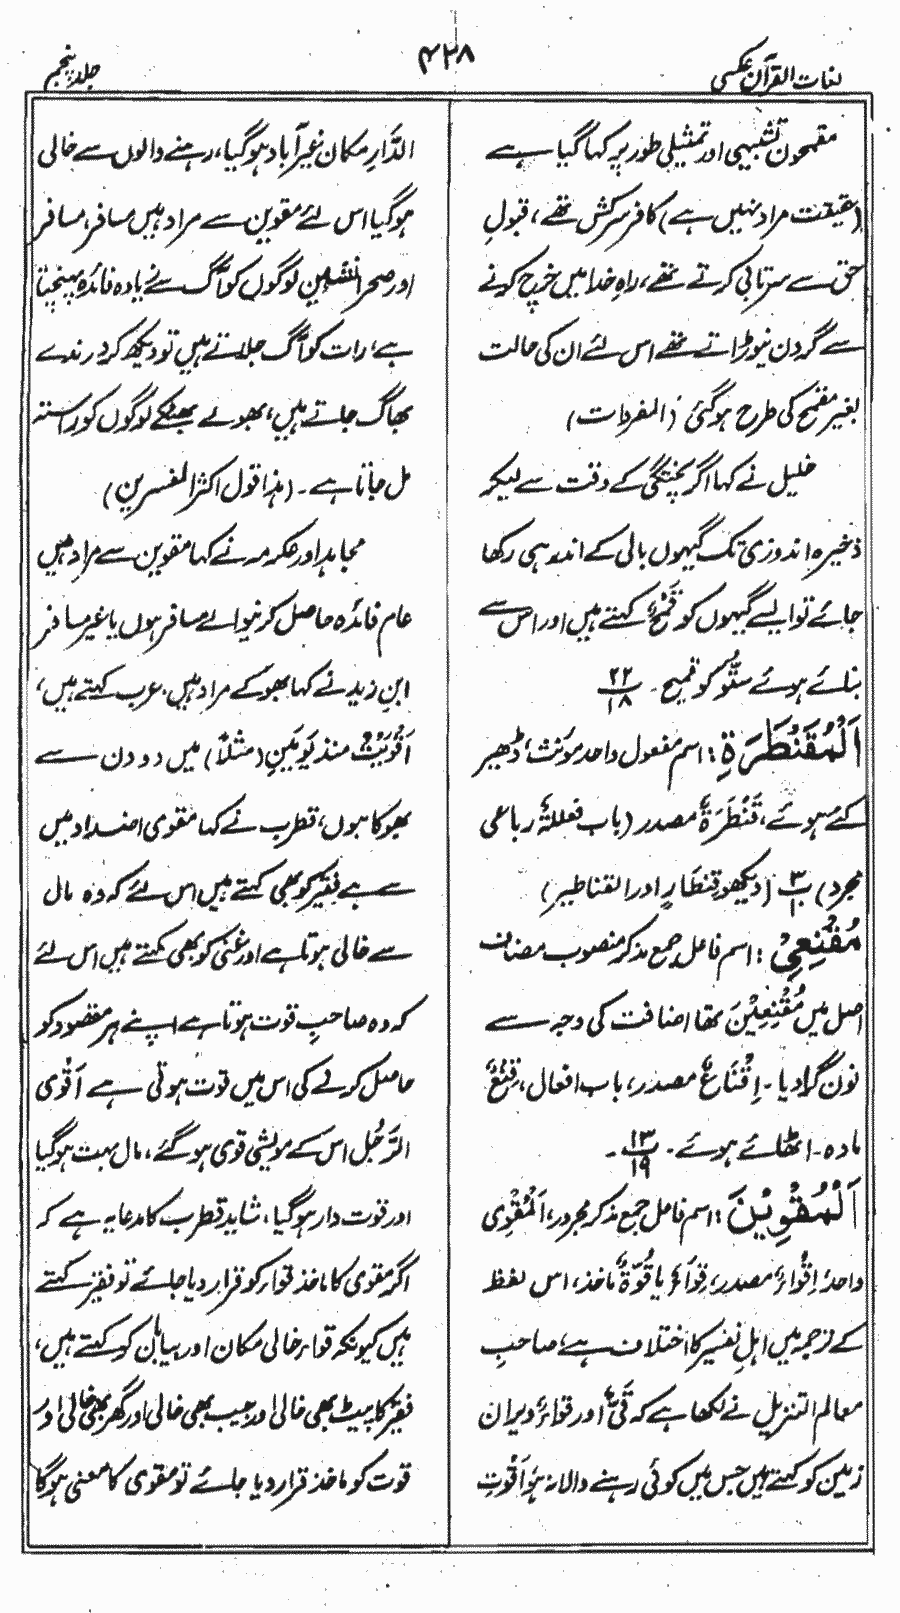 لغات القرآن عکسی
۴۲۸
جلد پنجم
مقمحون تشبیہی اور تمثیلی طور پر کہا گیا ہے
(حقیقت مراد نہیں ہے) کافر سرکش تھے، قبولِ
حق سے سرتابی کرتے تھے، راہِ خدا میں خرچ کرنے
سے گردن نیوڑاتے تھے اس لئے ان کی حالت
بعیر مقمح کی طرح ہوگئی (المفردات)
خلیل نے کہا اگر پختگی کے وقت سے لیکر
ذخیرہ اندوزی تک گیہوں بالی کے اندر ہی رکھا
جائے تو ایسے گیہوں کو قَمْحٌ کہتے ہیں اور اس سے
بنائے ہوئے ستّو کو قمیح - ۲۲/۱۸
اَلْمُقَنْطَرَةِ: اسم مفعول واحد مؤنث، ڈھیر
کئے ہوئے، قَنْطَرَةٌ مصدر (باب فعللۃ رباعی
مجرد) ۳/۱۰ (دیکھو قِنطَارٍ اور القناطیر)
مُقْنِعِیْ: اسم فاعل جمع مذکر منصوب مضاف
اصل میں مُقْنِعِیْنَ تھا اضافت کی وجہ سے
نون گرا دیا - اِقْنَاعٌ مصدر، باب افعال، قِنْعٌ
مادہ - اٹھائے ہوئے - ۱۳/۱۹ -
اَلْمُقْوِیْنَ: اسم فاعل جمع مذکر مجرور، اَلْمُقْوِی
واحد، اِقْوَاءٌ مصدر، قِوَاءٌ یا قُوَّةٌ ماخذ، اس لفظ
کے ترجمہ میں اہلِ تفسیر کا اختلاف ہے، صاحبِ
معالم التنزیل نے لکھا ہے کہ قِیٌّ اور قواءٌ ویران
زمین کو کہتے ہیں جس میں کوئی رہنے والا نہ ہو اَقْوَتِ
الدَّارِ مکان غیر آباد ہوگیا، رہنے والوں سے خالی
ہوگیا اس لئے مقوین سے مراد ہیں مسافر، مسافر
اور صحرا نشین لوگوں کو آگ سے زیادہ فائدہ پہنچتا
ہے، رات کو آگ جلاتے ہیں تو دیکھ کر درندے
بھاگ جاتے ہیں، بھولے بھٹکے لوگوں کو راستہ
مل جاتا ہے - (ہذا قول اکثر المفسرین)
مجاہد اور عکرمہ نے کہا مقوین سے مراد ہیں
عام فائدہ حاصل کرنیوالے مسافر ہوں یا غیر مسافر
ابن زید نے کہا بھوکے مراد ہیں، عرب کہتے ہیں،
اَقْوَیْتُ منذ یَومَینِ (مثلاً) میں دو دن سے
بھوکا ہوں، قطرب نے کہا مقوی اضداد میں
سے ہے فقیر کو بھی کہتے ہیں اس لئے کہ وہ مال
سے خالی ہوتا ہے اور غنی کو بھی کہتے ہیں اس لئے
کہ وہ صاحبِ قوت ہوتا ہے اپنے ہر مقصود کو
حاصل کرنے کی اس میں قوت ہوتی ہے اَقْوی
الرَّجُل اس کے مویشی قوی ہوگئے، مال بہت ہوگیا
اور قوت دار ہوگیا، شاید قطرب کا مدعا یہ ہے کہ
اگر مقوی کا ماخذ قواء کو قرار دیا جائے تو فقیر کہتے
ہیں کیونکہ قواء خالی مکان اور بیابان کو کہتے ہیں،
فقیر کا پیٹ بھی خالی اور جیب بھی خالی اور گھر بھی خالی اور
قوت کو ماخذ قرار دیا جائے تو مقوی کا معنی ہوگا